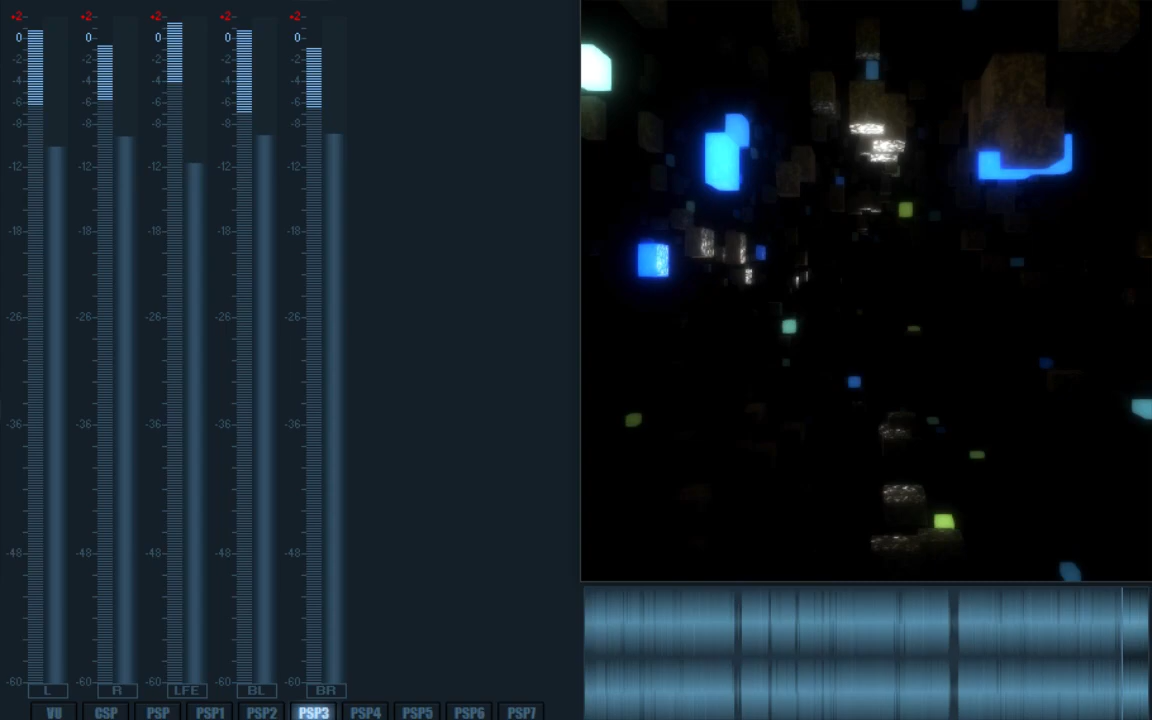 +2 +2 +2 +2 +2
0 0 0 0 0
-2 -2 -2 -2 -2
-4 -4 -4 -4 -4
-6 -6 -6 -6 -6
-8 -8 -8 -8 -8
-12 -12 -12 -12 -12
-18 -18 -18 -18 -18
-26 -26 -26 -26 -26
-36 -36 -36 -36 -36
-48 -48 -48 -48 -48
-60 -60 -60 -60 -60
L R LFE BL BR
VU CSP PSP PSP1 PSP2 PSP3 PSP4 PSP5 PSP6 PSP7